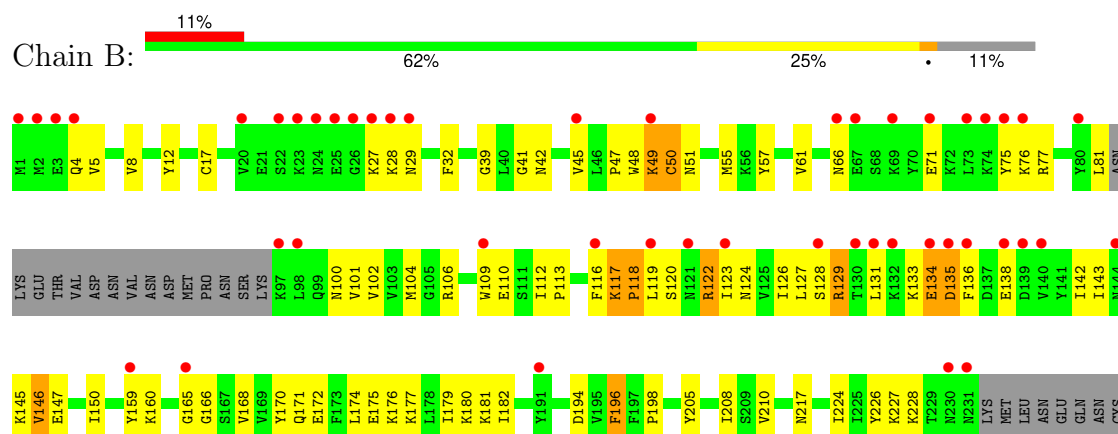 11%
Chain B:
62% 25% • 11%
M1 M2 E3 Q4 V5 V8 Y12 C17 V20 E21 S22 K23 N24 E25 G26 K27 K28 N29 F32 G39 L40 G41 N42 V45 L46 P47 W48 K49 C50 N51 M55 K56 Y57 V61 N66 E67 S68 K69 Y70 E71 K72 L73 K74 Y75 K76 R77 Y80 L81 ASN
LYS GLU THR VAL ASP ASN VAL ASN ASP MET PRO ASN SER LYS K97 L98 Q99 N100 V101 V102 V103 M104 G105 R106 W109 E110 S111 I112 P113 F116 K117 P118 L119 S120 N121 R122 I123 N124 V125 I126 L127 S128 R129 T130 L131 K132 K133 E134 D135 F136 D137 E138 D139 V140 Y141 I142 I143 N144
K145 V146 E147 I150 Y159 K160 G165 G166 S167 V168 V169 Y170 Q171 E172 F173 L174 E175 K176 K177 L178 I179 K180 K181 I182 Y191 D194 V195 F196 F197 P198 Y205 I208 S209 V210 N217 I224 I225 Y226 K227 K228 T229 N230 N231 LYS MET LEU ASN GLU GLN ASN CYS